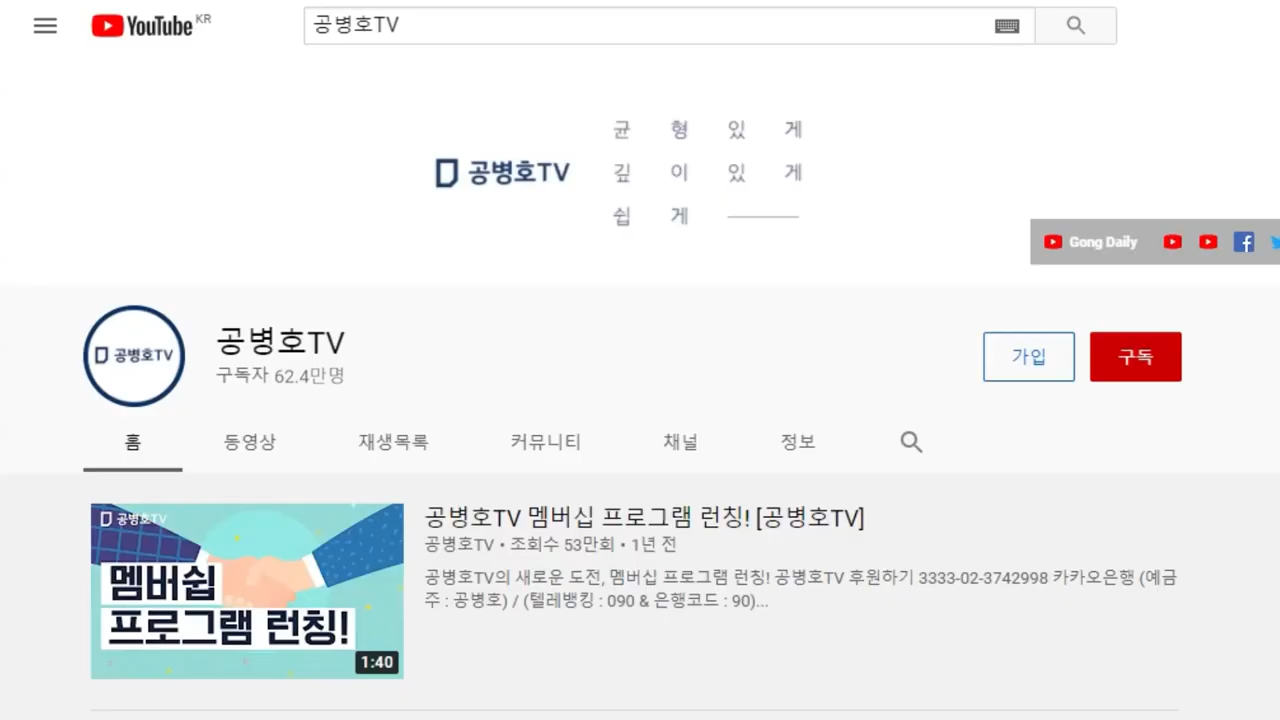 YouTube KR
공병호TV
균 형 있 게
공병호TV
깊 이 있 게
쉽 게
Gong Daily
공병호TV
공병호TV
구독자 62.4만명
가입
구독
홈
동영상
재생목록
커뮤니티
채널
정보
공병호TV
멤버쉽
프로그램 런칭!
1:40
공병호TV 멤버십 프로그램 런칭! [공병호TV]
공병호TV • 조회수 53만회 • 1년 전
공병호TV의 새로운 도전, 멤버십 프로그램 런칭! 공병호TV 후원하기 3333-02-3742998 카카오은행 (예금
주 : 공병호) / (텔레뱅킹 : 090 & 은행코드 : 90)...